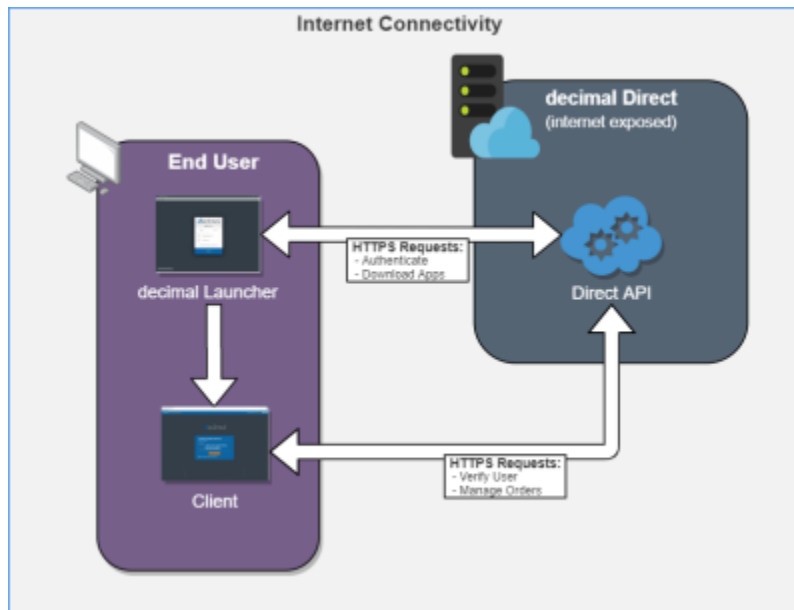 Internet Connectivity
decimal Direct
(internet exposed)
End User
HTTPS Requests:
- Authenticate
- Download Apps
decimal Launcher
Direct API
HTTPS Requests:
- Verify User
- Manage Orders
Client